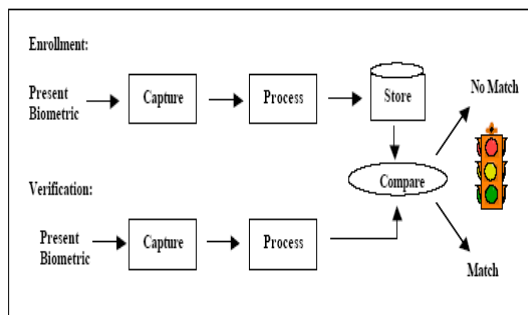 Enrollment:
Present
Biometric
Capture
Process
Store
No Match
Compare
Verification:
Present
Biometric
Capture
Process
Match